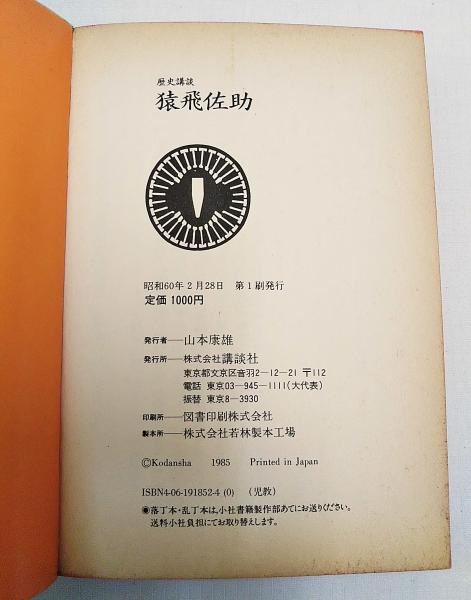 歴史講談
猿飛佐助
昭和60年2月28日 第1刷発行
定価 1000円
発行者──山本康雄
発行所──株式会社講談社
東京都文京区音羽2-12-21 〒112
電話 東京03-945-1111(大代表)
振替 東京8-3930
印刷所──図書印刷株式会社
製本所──株式会社若林製本工場
©Kodansha 1985 Printed in Japan
ISBN4-06-191852-4 (0) (児教)
●落丁本・乱丁本は、小社書籍製作部あてにお送りください。
送料小社負担にてお取り替えします。